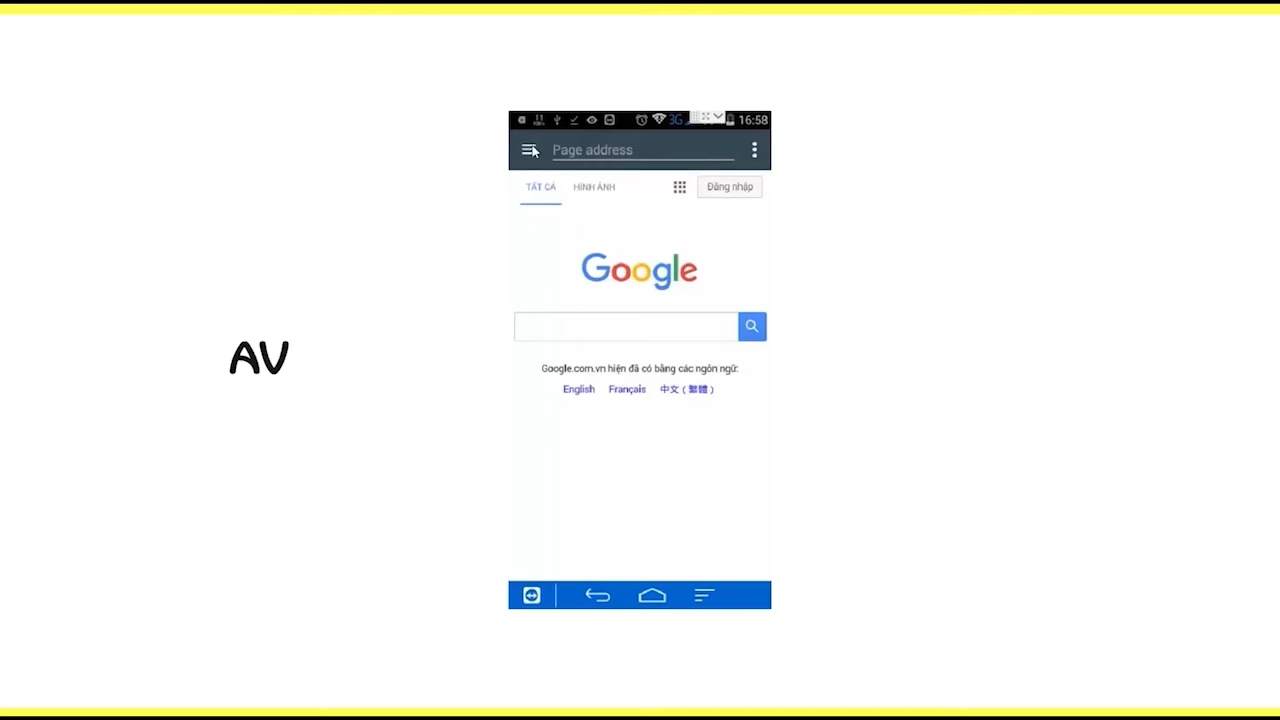 3G 16:58
Page address
TẤT CẢ HÌNH ẢNH Đăng nhập
Google
AV
Google.com.vn hiện đã có bằng các ngôn ngữ:
English Français 中文（繁體）